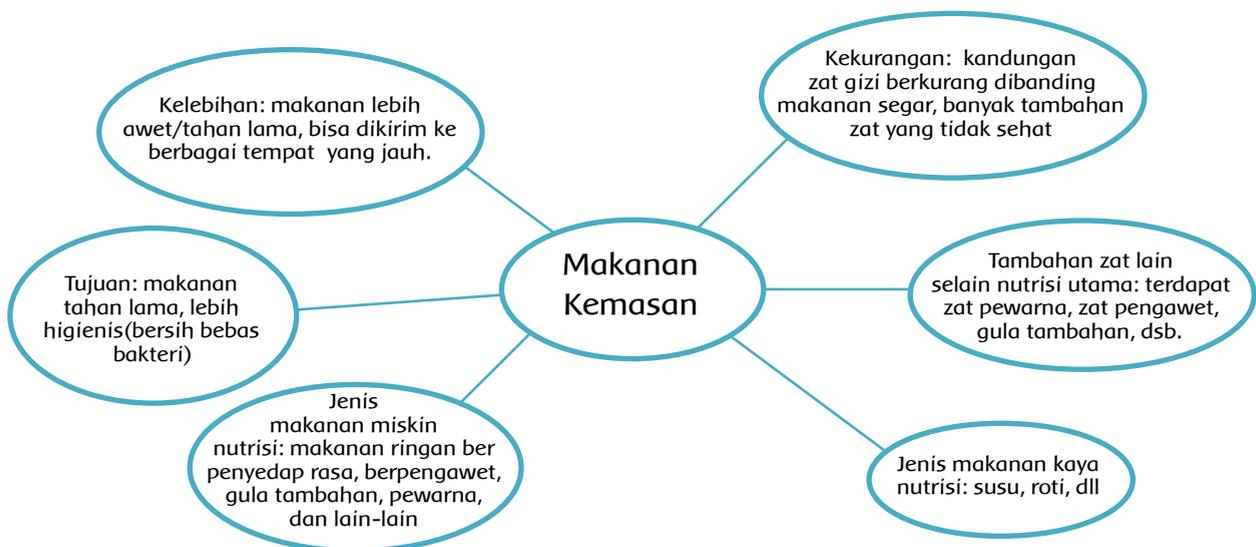 Kelebihan: makanan lebih
awet/tahan lama, bisa dikirim ke
berbagai tempat yang jauh.
Kekurangan: kandungan
zat gizi berkurang dibanding
makanan segar, banyak tambahan
zat yang tidak sehat
Tujuan: makanan
tahan lama, lebih
higienis(bersih bebas
bakteri)
Makanan
Kemasan
Tambahan zat lain
selain nutrisi utama: terdapat
zat pewarna, zat pengawet,
gula tambahan, dsb.
Jenis
makanan miskin
nutrisi: makanan ringan ber
penyedap rasa, berpengawet,
gula tambahan, pewarna,
dan lain-lain
Jenis makanan kaya
nutrisi: susu, roti, dll